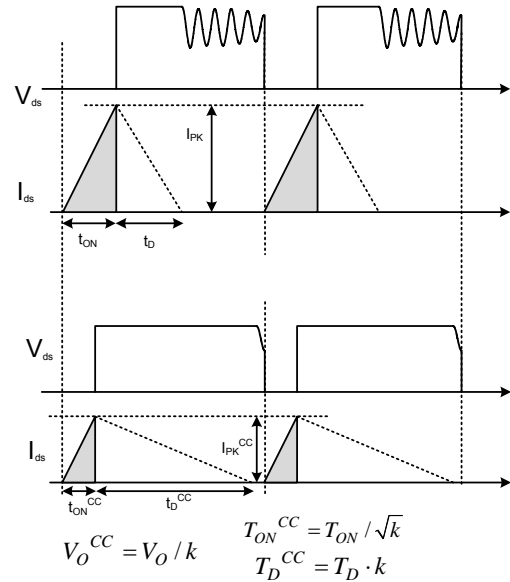 V_ds
I_PK
I_ds
t_ON
t_D
V_ds
I_ds
I_PK^CC
t_ON^CC
t_D^CC
V_O^CC = V_O / k
T_ON^CC = T_ON / √k
T_D^CC = T_D · k